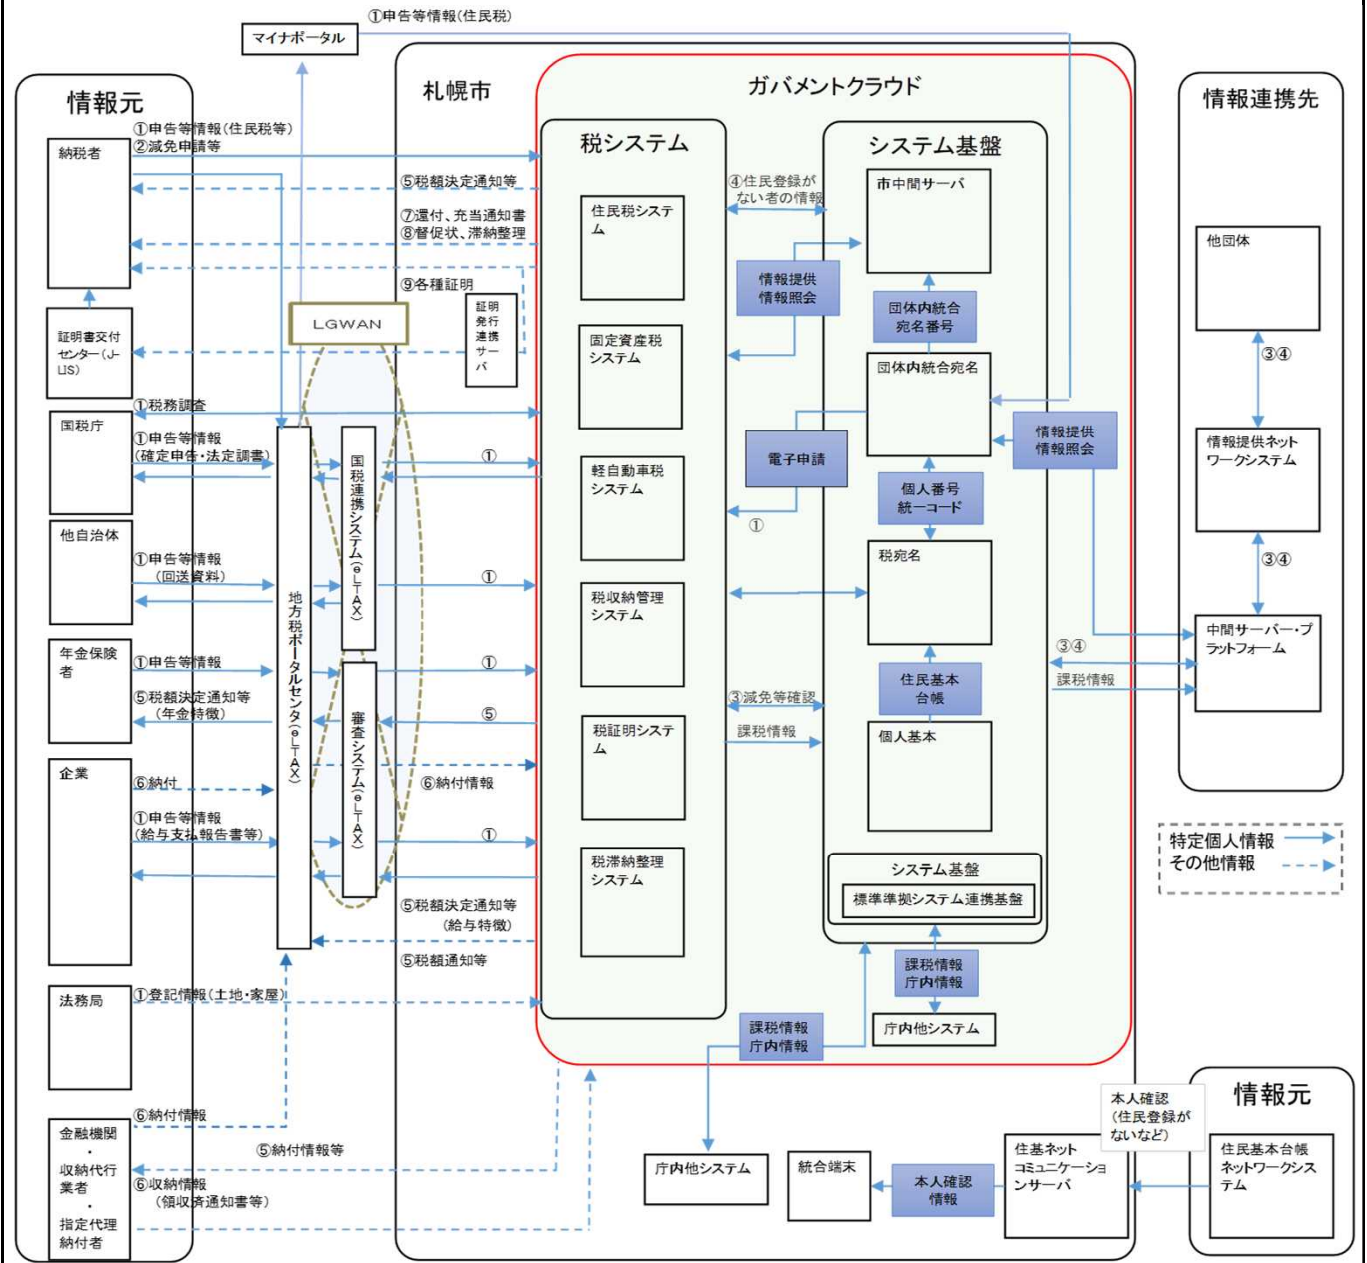 ①申告等情報(住民税)
マイナポータル
情報元
札幌市
ガバメントクラウド
情報連携先
納税者
①申告等情報(住民税等)
②減免申請等
⑤税額決定通知等
⑦還付、充当通知書
⑧督促状、滞納整理
⑨各種証明
証明書交付
センター(J-
LIS)
LGWAN
証明
発行
連携
サー
バ
国税庁
①税務調査
①申告等情報
(確定申告・法定調書)
①
他自治体
①申告等情報
(回送資料)
①
年金保険
者
①申告等情報
①
⑤税額決定通知等
(年金特徴)
⑤
企業
⑥納付
⑥納付情報
①申告等情報
(給与支払報告書等)
①
⑤税額決定通知等
(給与特徴)
⑤税額通知等
法務局
①登記情報(土地・家屋)
⑥納付情報
金融機関
・
収納代行
業者
・
指定代理
納付者
⑤納付情報等
⑥収納情報
(領収済通知書等)
地方税ポータルセンタ(eLTAX)
国税連携システム(eLTAX)
審査システム(eLTAX)
税システム
住民税システ
ム
固定資産税
システム
軽自動車税
システム
税収納管理
システム
税証明システ
ム
税滞納整理
システム
④住民登録が
ない者の情報
情報提供
情報照会
電子申請
①
③減免等確認
課税情報
システム基盤
市中間サーバ
団体内統合
宛名番号
団体内統合宛名
個人番号
統一コード
税宛名
住民基本
台帳
個人基本
システム基盤
標準準拠システム連携基盤
課税情報
庁内情報
庁内他システム
課税情報
庁内情報
庁内他システム
情報提供
情報照会
③④
課税情報
他団体
③④
情報提供ネット
ワークシステム
③④
中間サーバー・プ
ラットフォーム
特定個人情報
その他情報
統合端末
本人確認
情報
住基ネット
コミュニケーショ
ンサーバ
本人確認
(住民登録が
ないなど)
情報元
住民基本台帳
ネットワークシス
テム